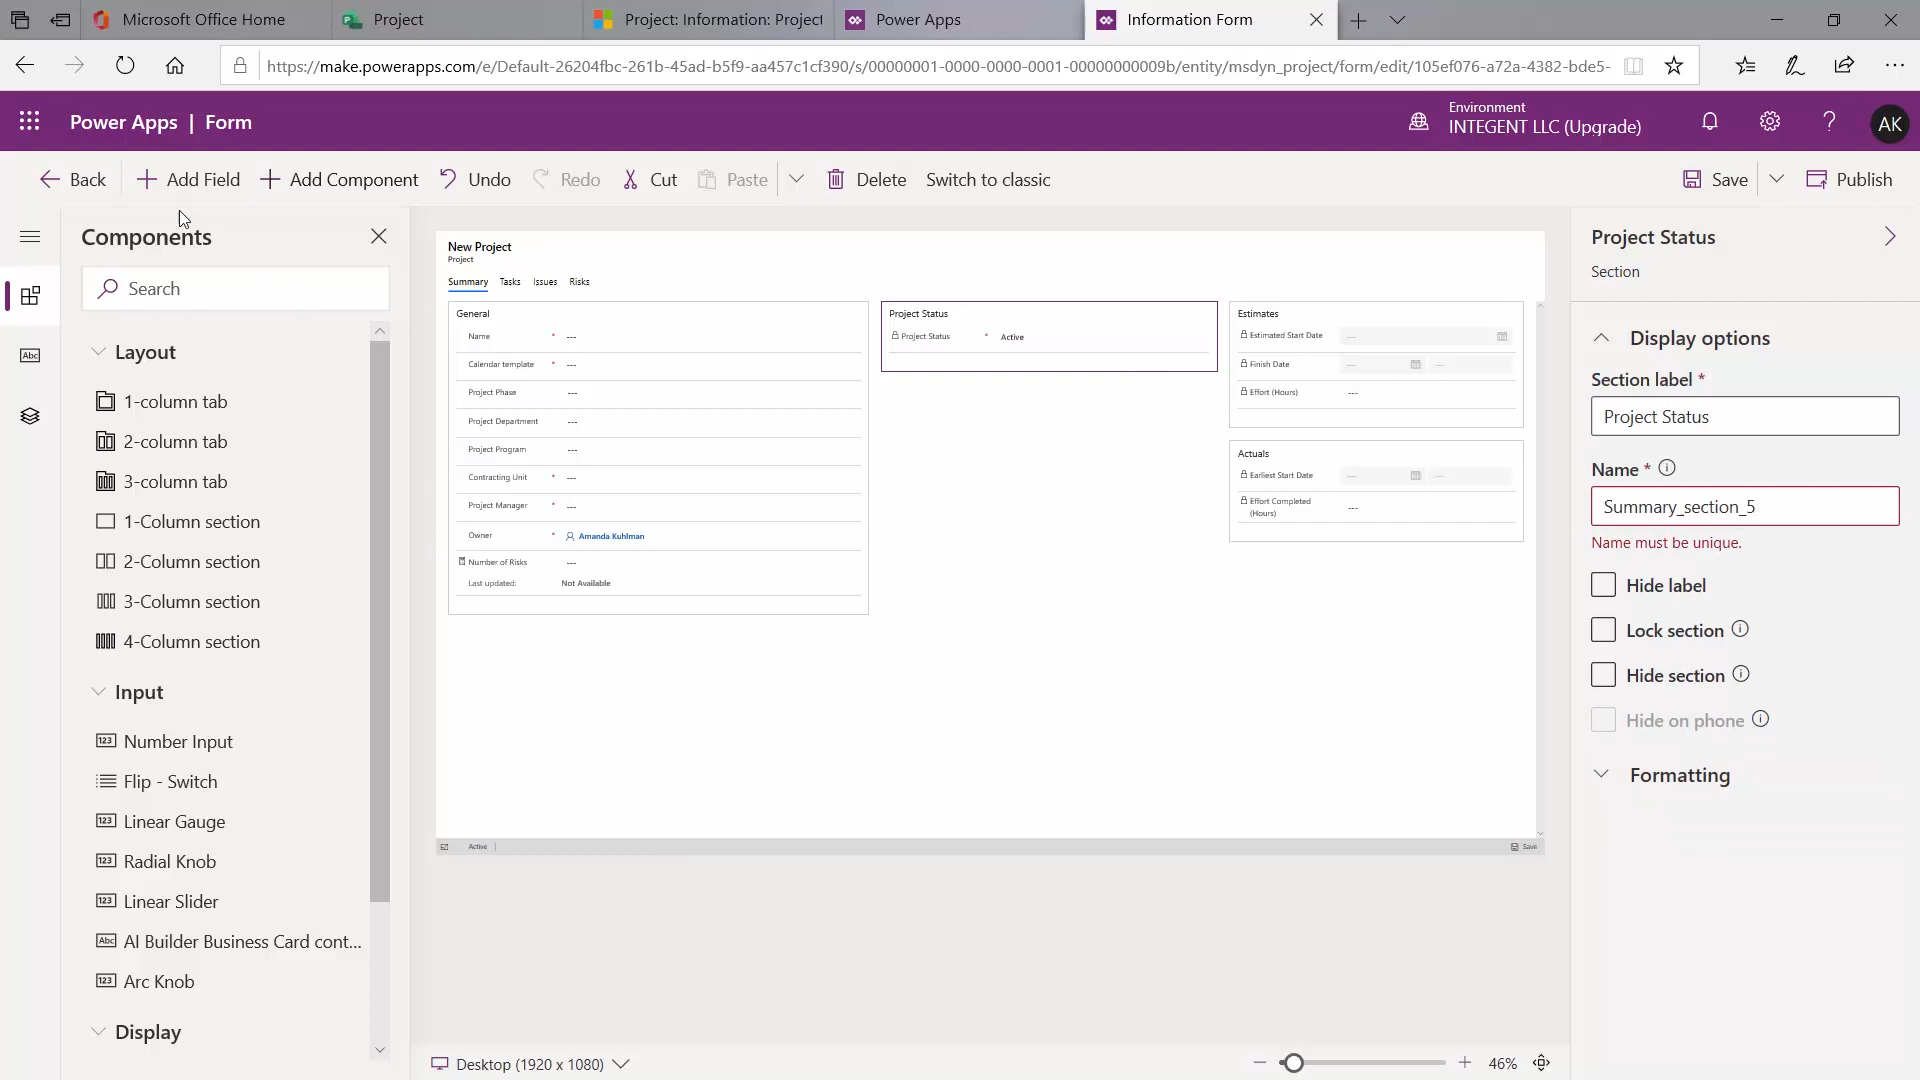 Microsoft Office Home
Project
Project: Information: Project
Power Apps
Information Form
https://make.powerapps.com/e/Default-26204fbc-261b-45ad-b5f9-aa457c1cf390/s/00000001-0000-0000-0001-00000000009b/entity/msdyn_project/form/edit/105ef076-a72a-4382-bde5-
Power Apps | Form
Environment
INTEGENT LLC (Upgrade)
AK
Back
Add Field
Add Component
Undo
Redo
Cut
Paste
Delete
Switch to classic
Save
Publish
Components
Search
Layout
1-column tab
2-column tab
3-column tab
1-Column section
2-Column section
3-Column section
4-Column section
Input
Number Input
Flip - Switch
Linear Gauge
Radial Knob
Linear Slider
AI Builder Business Card cont...
Arc Knob
Display
New Project
Project
Summary Tasks Issues Risks
General
Name * ---
Calendar template * ---
Project Phase ---
Project Department ---
Project Program ---
Contracting Unit * ---
Project Manager * ---
Owner * Amanda Kuhlman
Number of Risks ---
Last updated: Not Available
Project Status
Project Status * Active
Estimates
Estimated Start Date ---
Finish Date --- ---
Effort (Hours) ---
Actuals
Earliest Start Date --- ---
Effort Completed (Hours) ---
Active
Save
Desktop (1920 x 1080)
46%
Project Status
Section
Display options
Section label *
Project Status
Name *
Summary_section_5
Name must be unique.
Hide label
Lock section
Hide section
Hide on phone
Formatting